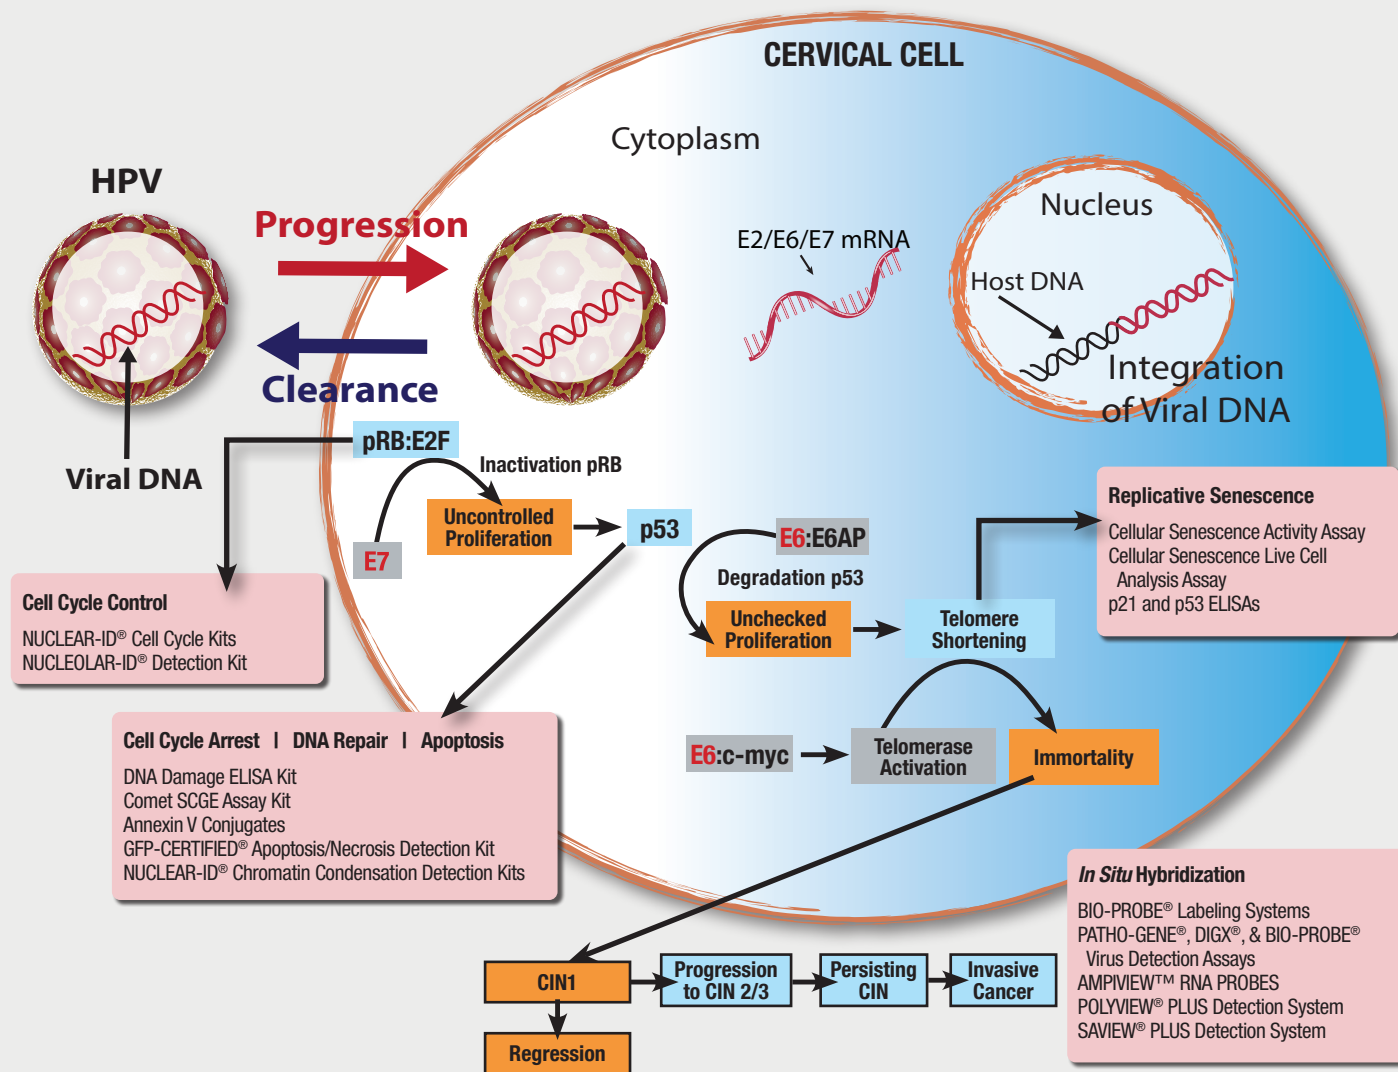 CERVICAL CELL
Cytoplasm
HPV
Progression
Clearance
Viral DNA
E2/E6/E7 mRNA
Nucleus
Host DNA
Integration
of Viral DNA
pRB:E2F
Inactivation pRB
E7
Uncontrolled
Proliferation
p53
E6:E6AP
Degradation p53
Unchecked
Proliferation
Telomere
Shortening
E6:c-myc
Telomerase
Activation
Immortality
Replicative Senescence
Cellular Senescence Activity Assay
Cellular Senescence Live Cell
Analysis Assay
p21 and p53 ELISAs
Cell Cycle Control
NUCLEAR-ID® Cell Cycle Kits
NUCLEOLAR-ID® Detection Kit
Cell Cycle Arrest | DNA Repair | Apoptosis
DNA Damage ELISA Kit
Comet SCGE Assay Kit
Annexin V Conjugates
GFP-CERTIFIED® Apoptosis/Necrosis Detection Kit
NUCLEAR-ID® Chromatin Condensation Detection Kits
CIN1
Progression
to CIN 2/3
Persisting
CIN
Invasive
Cancer
Regression
In Situ Hybridization
BIO-PROBE® Labeling Systems
PATHO-GENE®, DIGX®, & BIO-PROBE®
Virus Detection Assays
AMPIVIEW™ RNA PROBES
POLYVIEW® PLUS Detection System
SAVIEW® PLUS Detection System